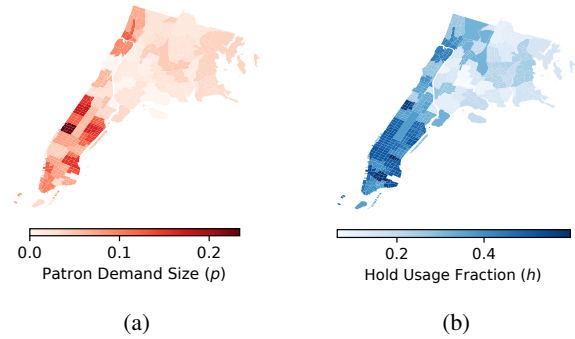 0.0 0.1 0.2
Patron Demand Size (p)
(a)
0.2 0.4
Hold Usage Fraction (h)
(b)